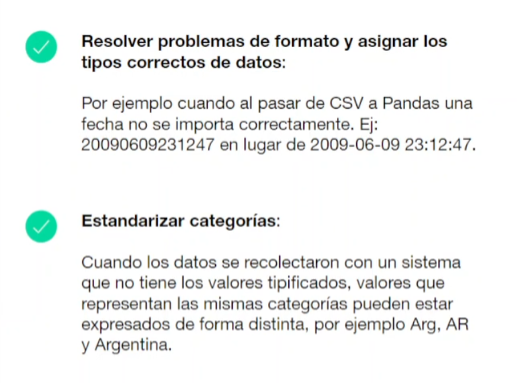 Resolver problemas de formato y asignar los
tipos correctos de datos:
Por ejemplo cuando al pasar de CSV a Pandas una
fecha no se importa correctamente. Ej:
20090609231247 en lugar de 2009-06-09 23:12:47.
Estandarizar categorías:
Cuando los datos se recolectaron con un sistema
que no tiene los valores tipificados, valores que
representan las mismas categorías pueden estar
expresados de forma distinta, por ejemplo Arg, AR
y Argentina.